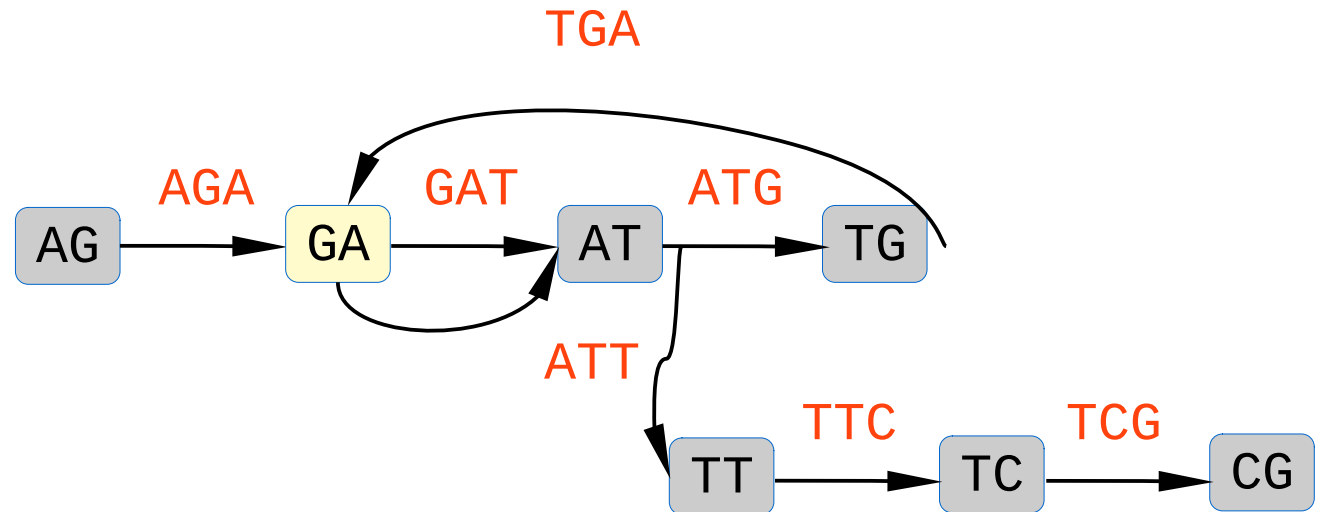 TGA
AGA GAT ATG
AG GA AT TG
ATT
TTC TCG
TT TC CG